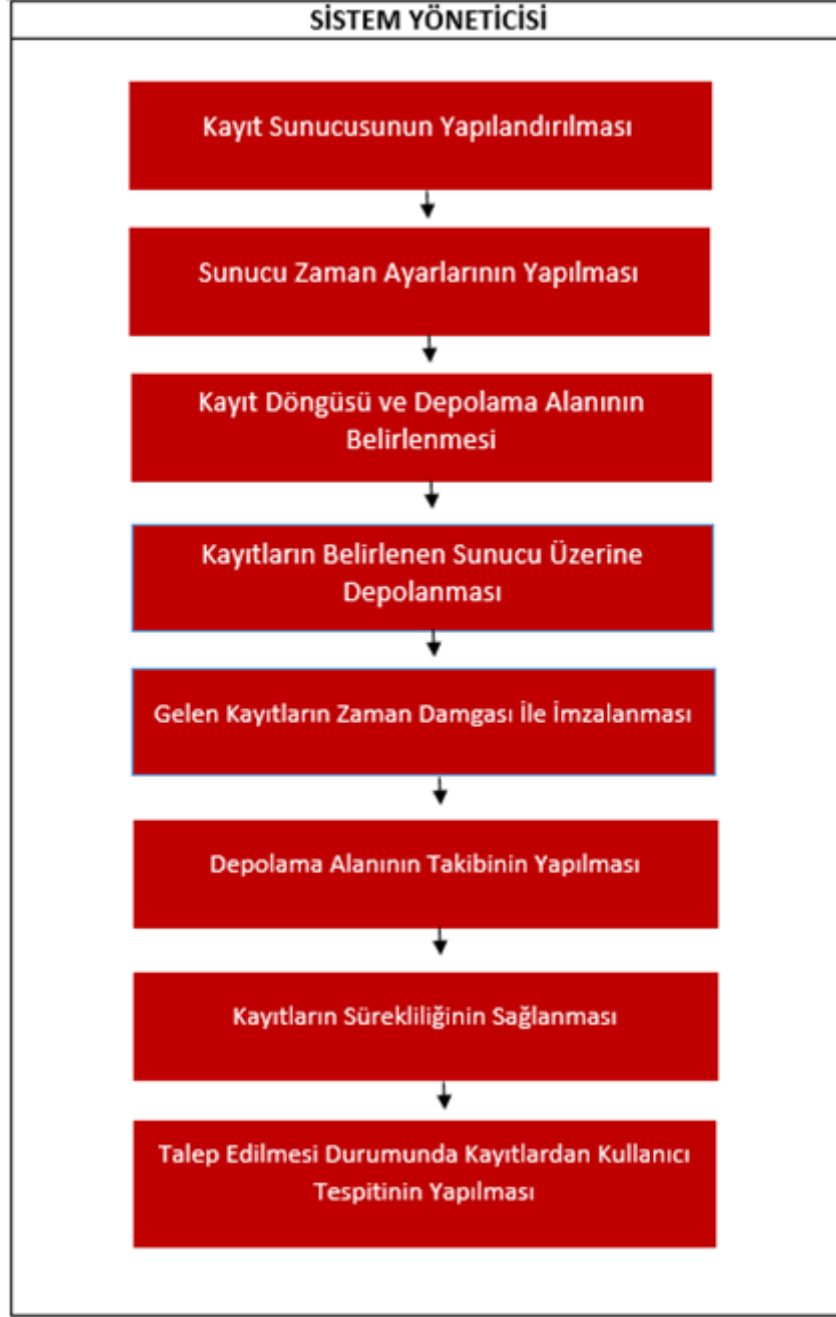 SİSTEM YÖNETİCİSİ
Kayıt Sunucusunun Yapılandırılması
Sunucu Zaman Ayarlarının Yapılması
Kayıt Döngüsü ve Depolama Alanının
Belirlenmesi
Kayıtların Belirlenen Sunucu Üzerine
Depolanması
Gelen Kayıtların Zaman Damgası İle İmzalanması
Depolama Alanının Takibinin Yapılması
Kayıtların Sürekliliğinin Sağlanması
Talep Edilmesi Durumunda Kayıtlardan Kullanıcı
Tespitinin Yapılması